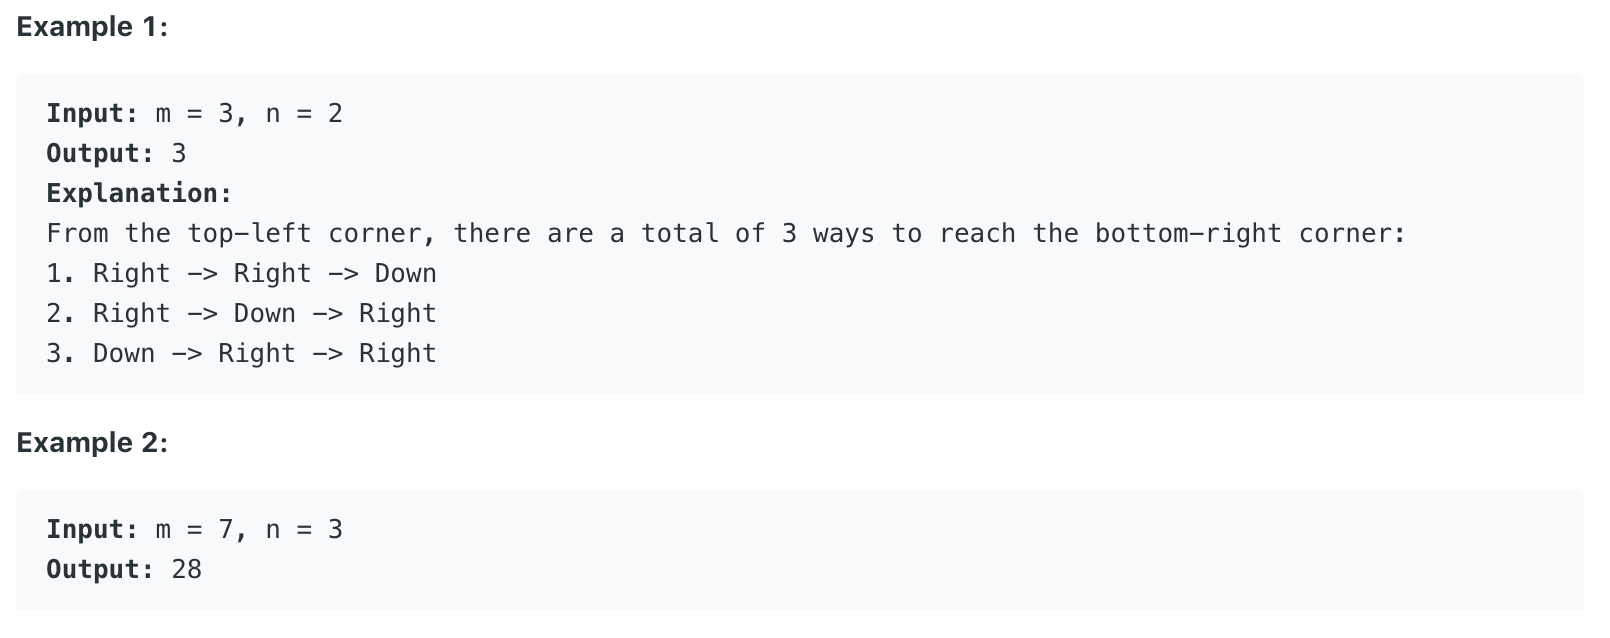 Example 1:
Input: m = 3, n = 2
Output: 3
Explanation:
From the top-left corner, there are a total of 3 ways to reach the bottom-right corner:
1. Right -> Right -> Down
2. Right -> Down -> Right
3. Down -> Right -> Right
Example 2:
Input: m = 7, n = 3
Output: 28